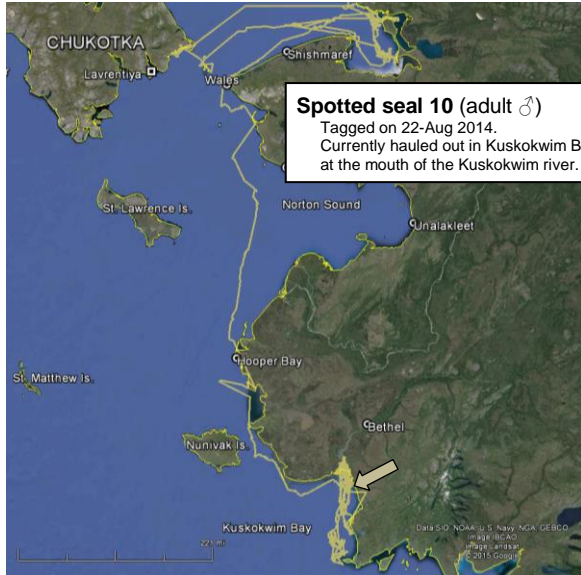 CHUKOTKA
Shishmaref
Lavrentiya
Wales
Spotted seal 10 (adult ♂)
Tagged on 22-Aug 2014.
Currently hauled out in Kuskokwim B
at the mouth of the Kuskokwim river.
St. Lawrence Is.
Norton Sound
Unalakleet
Hooper Bay
St. Matthew Is.
Bethel
Nunivak Is.
Kuskokwim Bay
Data SIO, NOAA, U.S. Navy, NGA, GEBCO
Image IBCAO
Image Landsat
© 2015 Google